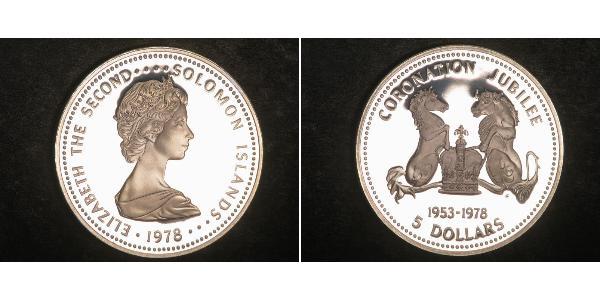 ELIZABETH THE SECOND •••• SOLOMON ISLANDS
• 1978 • •
CORONATION JUBILEE
1953-1978
5 DOLLARS